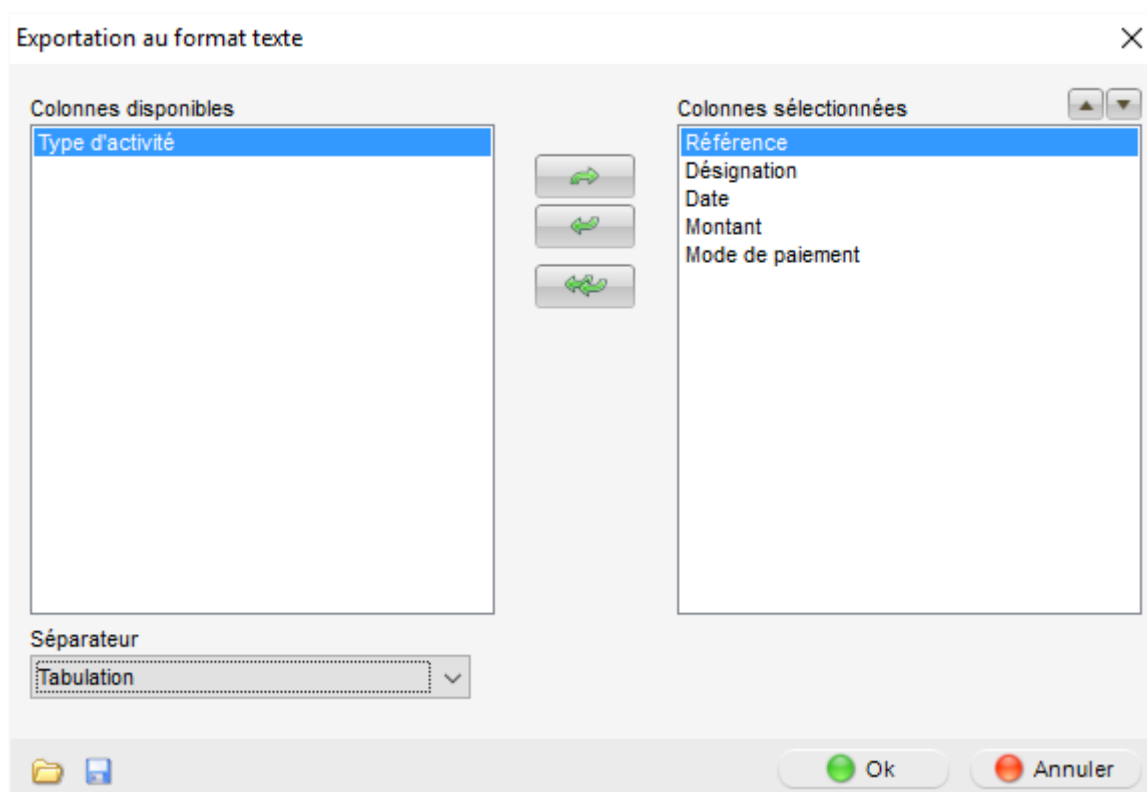 Exportation au format texte
Colonnes disponibles
Type d'activité
Colonnes sélectionnées
Référence
Désignation
Date
Montant
Mode de paiement
Séparateur
Tabulation
Ok
Annuler